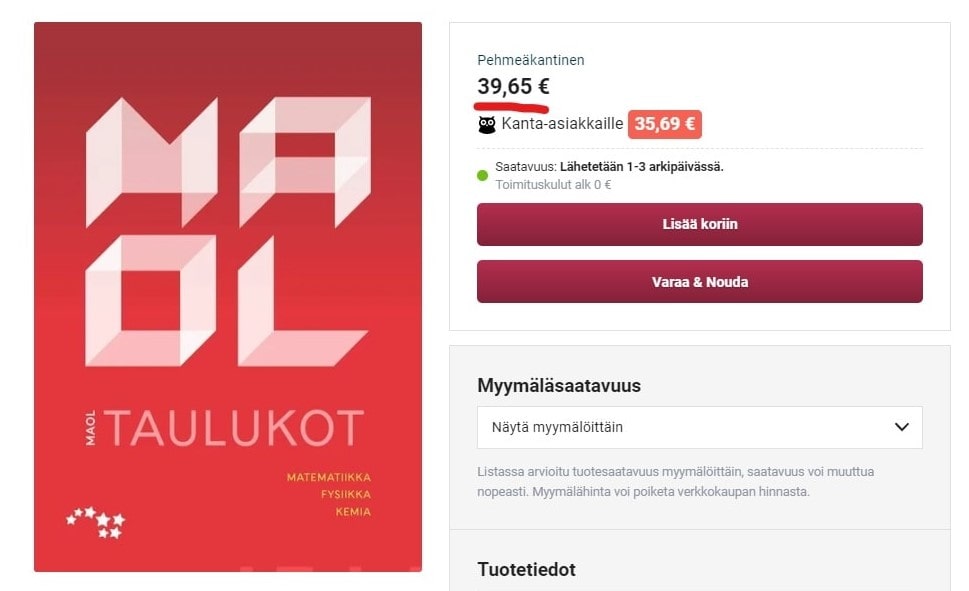 MAOL
MAOL TAULUKOT
MATEMATIIKKA
FYSIIKKA
KEMIA
Pehmeäkantinen
39,65 €
Kanta-asiakkaille 35,69 €
Saatavuus: Lähetetään 1-3 arkipäivässä.
Toimituskulut alk 0 €
Lisää koriin
Varaa & Nouda
Myymäläsaatavuus
Näytä myymälöittäin
Listassa arvioitu tuotesaatavuus myymälöittäin, saatavuus voi muuttua
nopeasti. Myymälähinta voi poiketa verkkokaupan hinnasta.
Tuotetiedot